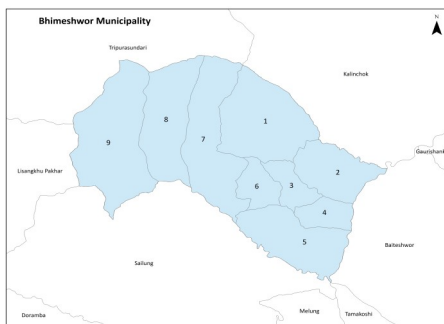 Bhimeshwor Municipality
N
Tripurasundari
Kalinchok
8
1
9
7
Gaurishank
Lisangkhu Pakhar
2
6
3
4
5
Baiteshwor
Sailung
Melung
Doramba
Tamakoshi